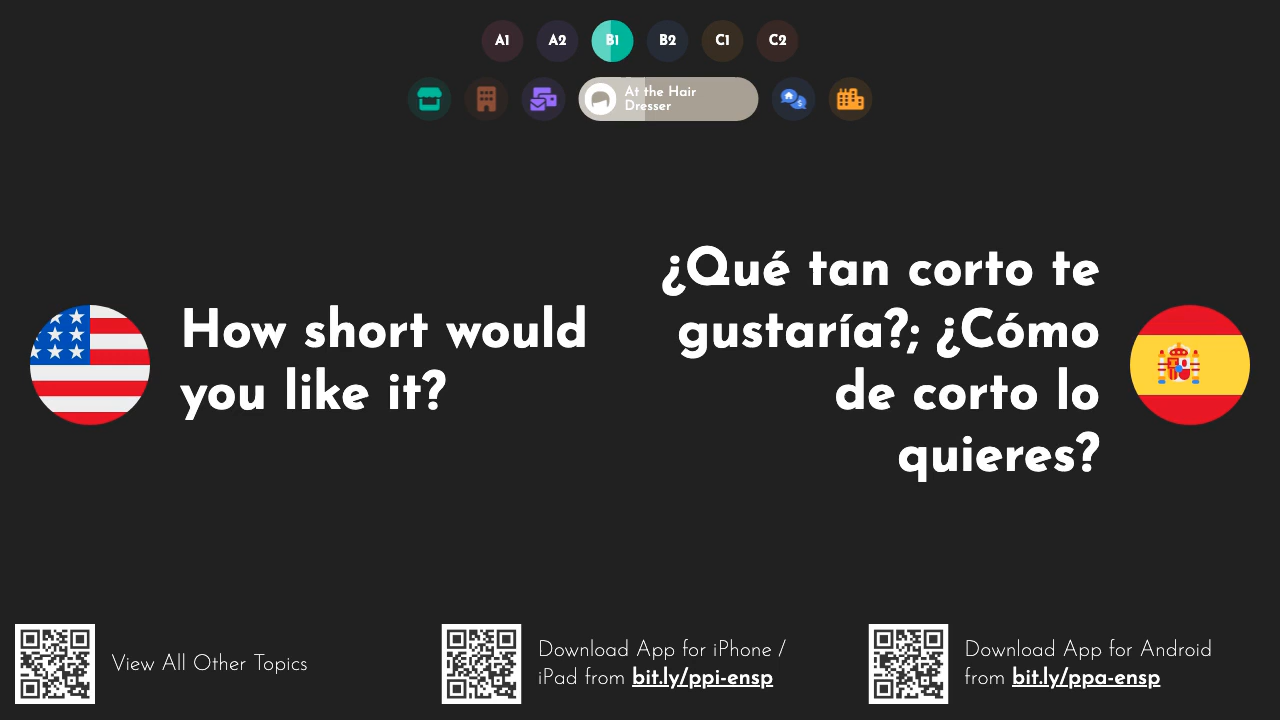 A1 A2 B1 B2 C1 C2
At the Hair
Dresser
How short would
you like it?
¿Qué tan corto te
gustaría?; ¿Cómo
de corto lo
quieres?
View All Other Topics
Download App for iPhone /
iPad from bit.ly/ppi-ensp
Download App for Android
from bit.ly/ppa-ensp